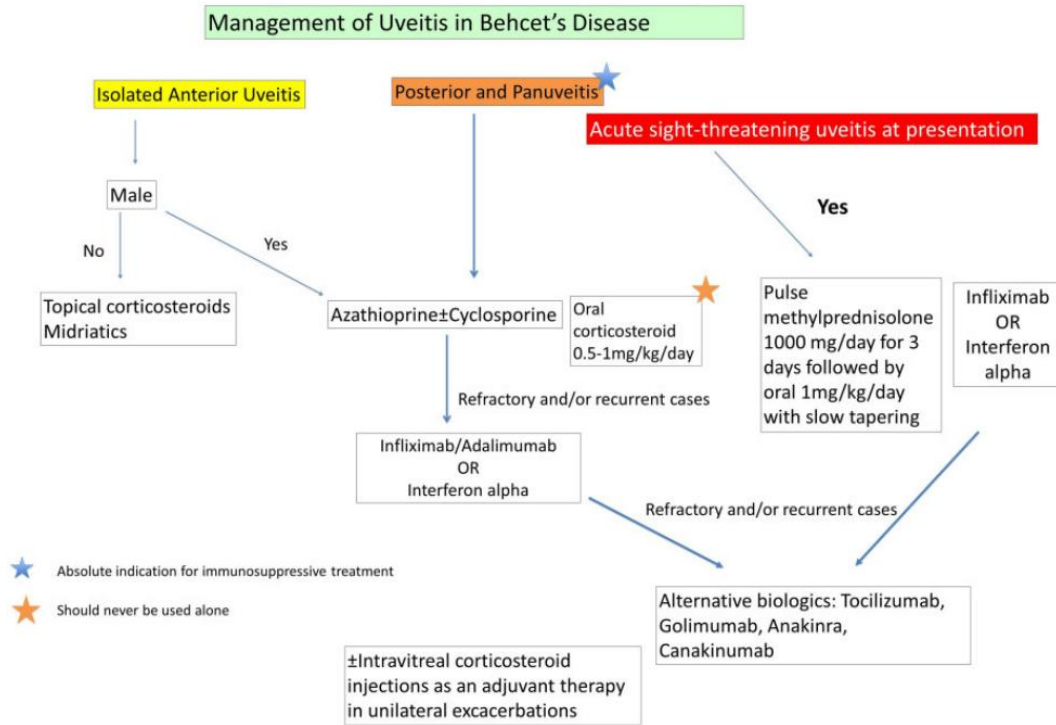 Management of Uveitis in Behcet's Disease
Isolated Anterior Uveitis
Posterior and Panuveitis
Acute sight-threatening uveitis at presentation
Male
Yes
No
Yes
Topical corticosteroids
Midriatics
Azathioprine±Cyclosporine
Oral
corticosteroid
0.5-1mg/kg/day
Pulse
methylprednisolone
1000 mg/day for 3
days followed by
oral 1mg/kg/day
with slow tapering
Infliximab
OR
Interferon
alpha
Refractory and/or recurrent cases
Infliximab/Adalimumab
OR
Interferon alpha
Refractory and/or recurrent cases
Absolute indication for immunosuppressive treatment
Should never be used alone
Alternative biologics: Tocilizumab,
Golimumab, Anakinra,
Canakinumab
±Intravitreal corticosteroid
injections as an adjuvant therapy
in unilateral excacerbations